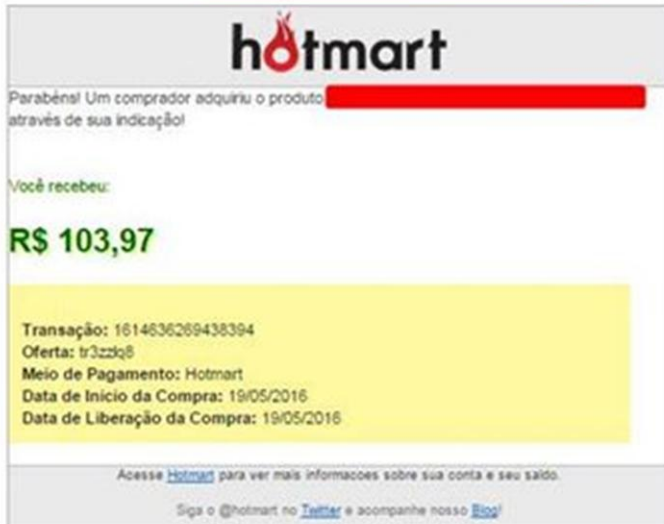 hotmart
Parabéns! Um comprador adquiriu o produto
através de sua indicação!
Você recebeu:
R$ 103,97
Transação: 1614636269438394
Oferta: tr3zzlq8
Meio de Pagamento: Hotmart
Data de Inicio da Compra: 19/05/2016
Data de Liberação da Compra: 19/05/2016
Acesse Hotmart para ver mais informacoes sobre sua conta e seu saldo.
Siga o @hotmart no Twitter e acompanhe nosso Blog!